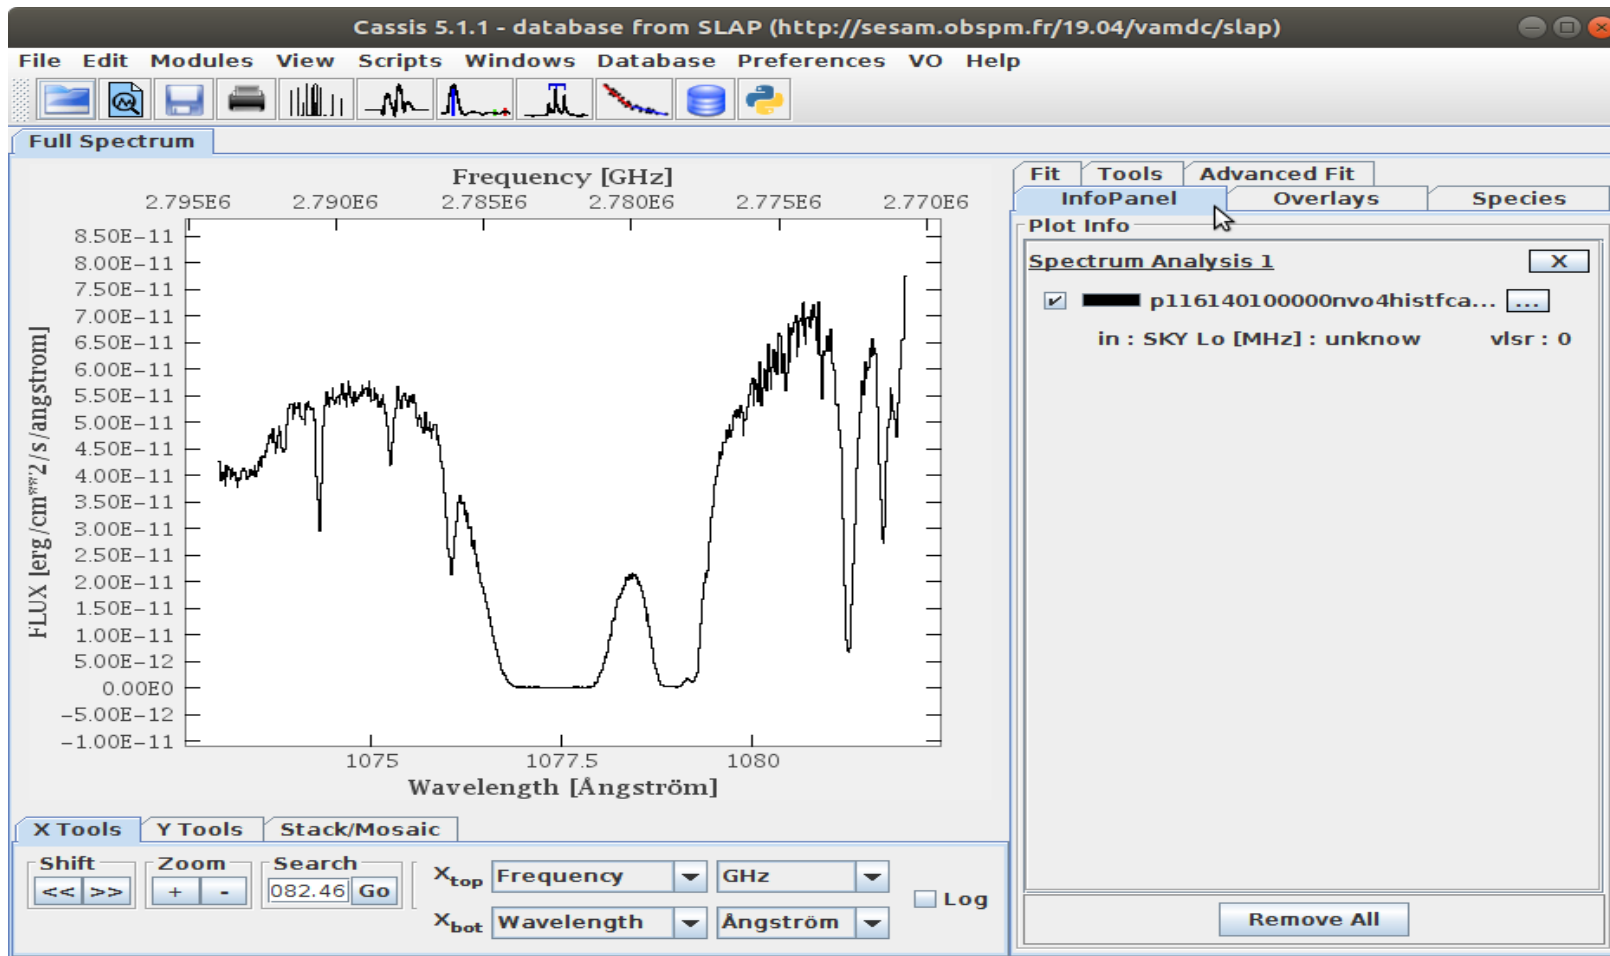 Cassis 5.1.1 - database from SLAP (http://sesam.obspm.fr/19.04/vamdc/slap)
File Edit Modules View Scripts Windows Database Preferences VO Help
Full Spectrum
Frequency [GHz]
2.795E6 2.790E6 2.785E6 2.780E6 2.775E6 2.770E6
8.50E-11
8.00E-11
7.50E-11
7.00E-11
6.50E-11
6.00E-11
5.50E-11
5.00E-11
4.50E-11
4.00E-11
3.50E-11
3.00E-11
2.50E-11
2.00E-11
1.50E-11
1.00E-11
5.00E-12
0.00E0
-5.00E-12
-1.00E-11
FLUX [erg/cm**2/s/angstrom]
1075 1077.5 1080
Wavelength [Ångström]
Fit Tools Advanced Fit
InfoPanel Overlays Species
Plot Info
Spectrum Analysis 1 X
p116140100000nvo4histfca... ...
in : SKY Lo [MHz] : unknow vlsr : 0
Remove All
X Tools Y Tools Stack/Mosaic
Shift Zoom Search
<< >> + - 082.46 Go
Xtop Frequency GHz
Log
Xbot Wavelength Ångström